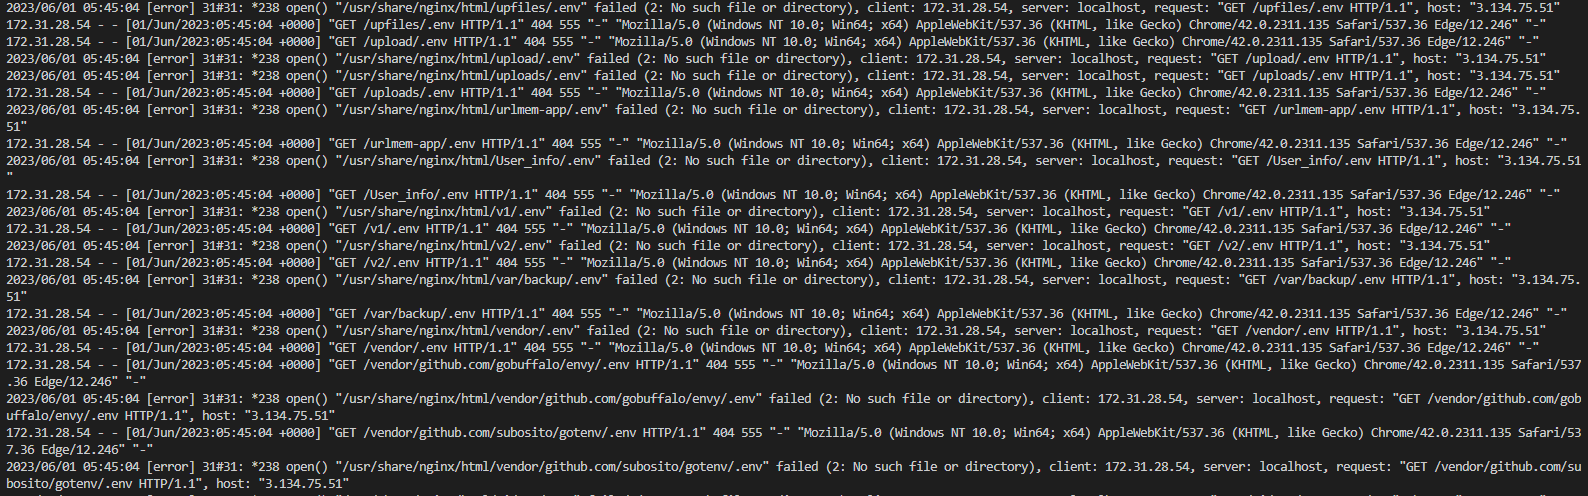 2023/06/01 05:45:04 [error] 31#31: *238 open() "/usr/share/nginx/html/upfiles/.env" failed (2: No such file or directory), client: 172.31.28.54, server: localhost, request: "GET /upfiles/.env HTTP/1.1", host: "3.134.75.51"
172.31.28.54 - - [01/Jun/2023:05:45:04 +0000] "GET /upfiles/.env HTTP/1.1" 404 555 "-" "Mozilla/5.0 (Windows NT 10.0; Win64; x64) AppleWebKit/537.36 (KHTML, like Gecko) Chrome/42.0.2311.135 Safari/537.36 Edge/12.246" "-"
172.31.28.54 - - [01/Jun/2023:05:45:04 +0000] "GET /upload/.env HTTP/1.1" 404 555 "-" "Mozilla/5.0 (Windows NT 10.0; Win64; x64) AppleWebKit/537.36 (KHTML, like Gecko) Chrome/42.0.2311.135 Safari/537.36 Edge/12.246" "-"
2023/06/01 05:45:04 [error] 31#31: *238 open() "/usr/share/nginx/html/upload/.env" failed (2: No such file or directory), client: 172.31.28.54, server: localhost, request: "GET /upload/.env HTTP/1.1", host: "3.134.75.51"
2023/06/01 05:45:04 [error] 31#31: *238 open() "/usr/share/nginx/html/uploads/.env" failed (2: No such file or directory), client: 172.31.28.54, server: localhost, request: "GET /uploads/.env HTTP/1.1", host: "3.134.75.51"
172.31.28.54 - - [01/Jun/2023:05:45:04 +0000] "GET /uploads/.env HTTP/1.1" 404 555 "-" "Mozilla/5.0 (Windows NT 10.0; Win64; x64) AppleWebKit/537.36 (KHTML, like Gecko) Chrome/42.0.2311.135 Safari/537.36 Edge/12.246" "-"
2023/06/01 05:45:04 [error] 31#31: *238 open() "/usr/share/nginx/html/urlmem-app/.env" failed (2: No such file or directory), client: 172.31.28.54, server: localhost, request: "GET /urlmem-app/.env HTTP/1.1", host: "3.134.75.
51"
172.31.28.54 - - [01/Jun/2023:05:45:04 +0000] "GET /urlmem-app/.env HTTP/1.1" 404 555 "-" "Mozilla/5.0 (Windows NT 10.0; Win64; x64) AppleWebKit/537.36 (KHTML, like Gecko) Chrome/42.0.2311.135 Safari/537.36 Edge/12.246" "-"
2023/06/01 05:45:04 [error] 31#31: *238 open() "/usr/share/nginx/html/User_info/.env" failed (2: No such file or directory), client: 172.31.28.54, server: localhost, request: "GET /User_info/.env HTTP/1.1", host: "3.134.75.51
"
172.31.28.54 - - [01/Jun/2023:05:45:04 +0000] "GET /User_info/.env HTTP/1.1" 404 555 "-" "Mozilla/5.0 (Windows NT 10.0; Win64; x64) AppleWebKit/537.36 (KHTML, like Gecko) Chrome/42.0.2311.135 Safari/537.36 Edge/12.246" "-"
2023/06/01 05:45:04 [error] 31#31: *238 open() "/usr/share/nginx/html/v1/.env" failed (2: No such file or directory), client: 172.31.28.54, server: localhost, request: "GET /v1/.env HTTP/1.1", host: "3.134.75.51"
172.31.28.54 - - [01/Jun/2023:05:45:04 +0000] "GET /v1/.env HTTP/1.1" 404 555 "-" "Mozilla/5.0 (Windows NT 10.0; Win64; x64) AppleWebKit/537.36 (KHTML, like Gecko) Chrome/42.0.2311.135 Safari/537.36 Edge/12.246" "-"
2023/06/01 05:45:04 [error] 31#31: *238 open() "/usr/share/nginx/html/v2/.env" failed (2: No such file or directory), client: 172.31.28.54, server: localhost, request: "GET /v2/.env HTTP/1.1", host: "3.134.75.51"
172.31.28.54 - - [01/Jun/2023:05:45:04 +0000] "GET /v2/.env HTTP/1.1" 404 555 "-" "Mozilla/5.0 (Windows NT 10.0; Win64; x64) AppleWebKit/537.36 (KHTML, like Gecko) Chrome/42.0.2311.135 Safari/537.36 Edge/12.246" "-"
2023/06/01 05:45:04 [error] 31#31: *238 open() "/usr/share/nginx/html/var/backup/.env" failed (2: No such file or directory), client: 172.31.28.54, server: localhost, request: "GET /var/backup/.env HTTP/1.1", host: "3.134.75.
51"
172.31.28.54 - - [01/Jun/2023:05:45:04 +0000] "GET /var/backup/.env HTTP/1.1" 404 555 "-" "Mozilla/5.0 (Windows NT 10.0; Win64; x64) AppleWebKit/537.36 (KHTML, like Gecko) Chrome/42.0.2311.135 Safari/537.36 Edge/12.246" "-"
2023/06/01 05:45:04 [error] 31#31: *238 open() "/usr/share/nginx/html/vendor/.env" failed (2: No such file or directory), client: 172.31.28.54, server: localhost, request: "GET /vendor/.env HTTP/1.1", host: "3.134.75.51"
172.31.28.54 - - [01/Jun/2023:05:45:04 +0000] "GET /vendor/.env HTTP/1.1" 404 555 "-" "Mozilla/5.0 (Windows NT 10.0; Win64; x64) AppleWebKit/537.36 (KHTML, like Gecko) Chrome/42.0.2311.135 Safari/537.36 Edge/12.246" "-"
172.31.28.54 - - [01/Jun/2023:05:45:04 +0000] "GET /vendor/github.com/gobuffalo/envy/.env HTTP/1.1" 404 555 "-" "Mozilla/5.0 (Windows NT 10.0; Win64; x64) AppleWebKit/537.36 (KHTML, like Gecko) Chrome/42.0.2311.135 Safari/537
.36 Edge/12.246" "-"
2023/06/01 05:45:04 [error] 31#31: *238 open() "/usr/share/nginx/html/vendor/github.com/gobuffalo/envy/.env" failed (2: No such file or directory), client: 172.31.28.54, server: localhost, request: "GET /vendor/github.com/gob
uffalo/envy/.env HTTP/1.1", host: "3.134.75.51"
172.31.28.54 - - [01/Jun/2023:05:45:04 +0000] "GET /vendor/github.com/subosito/gotenv/.env HTTP/1.1" 404 555 "-" "Mozilla/5.0 (Windows NT 10.0; Win64; x64) AppleWebKit/537.36 (KHTML, like Gecko) Chrome/42.0.2311.135 Safari/53
7.36 Edge/12.246" "-"
2023/06/01 05:45:04 [error] 31#31: *238 open() "/usr/share/nginx/html/vendor/github.com/subosito/gotenv/.env" failed (2: No such file or directory), client: 172.31.28.54, server: localhost, request: "GET /vendor/github.com/su
bosito/gotenv/.env HTTP/1.1", host: "3.134.75.51"